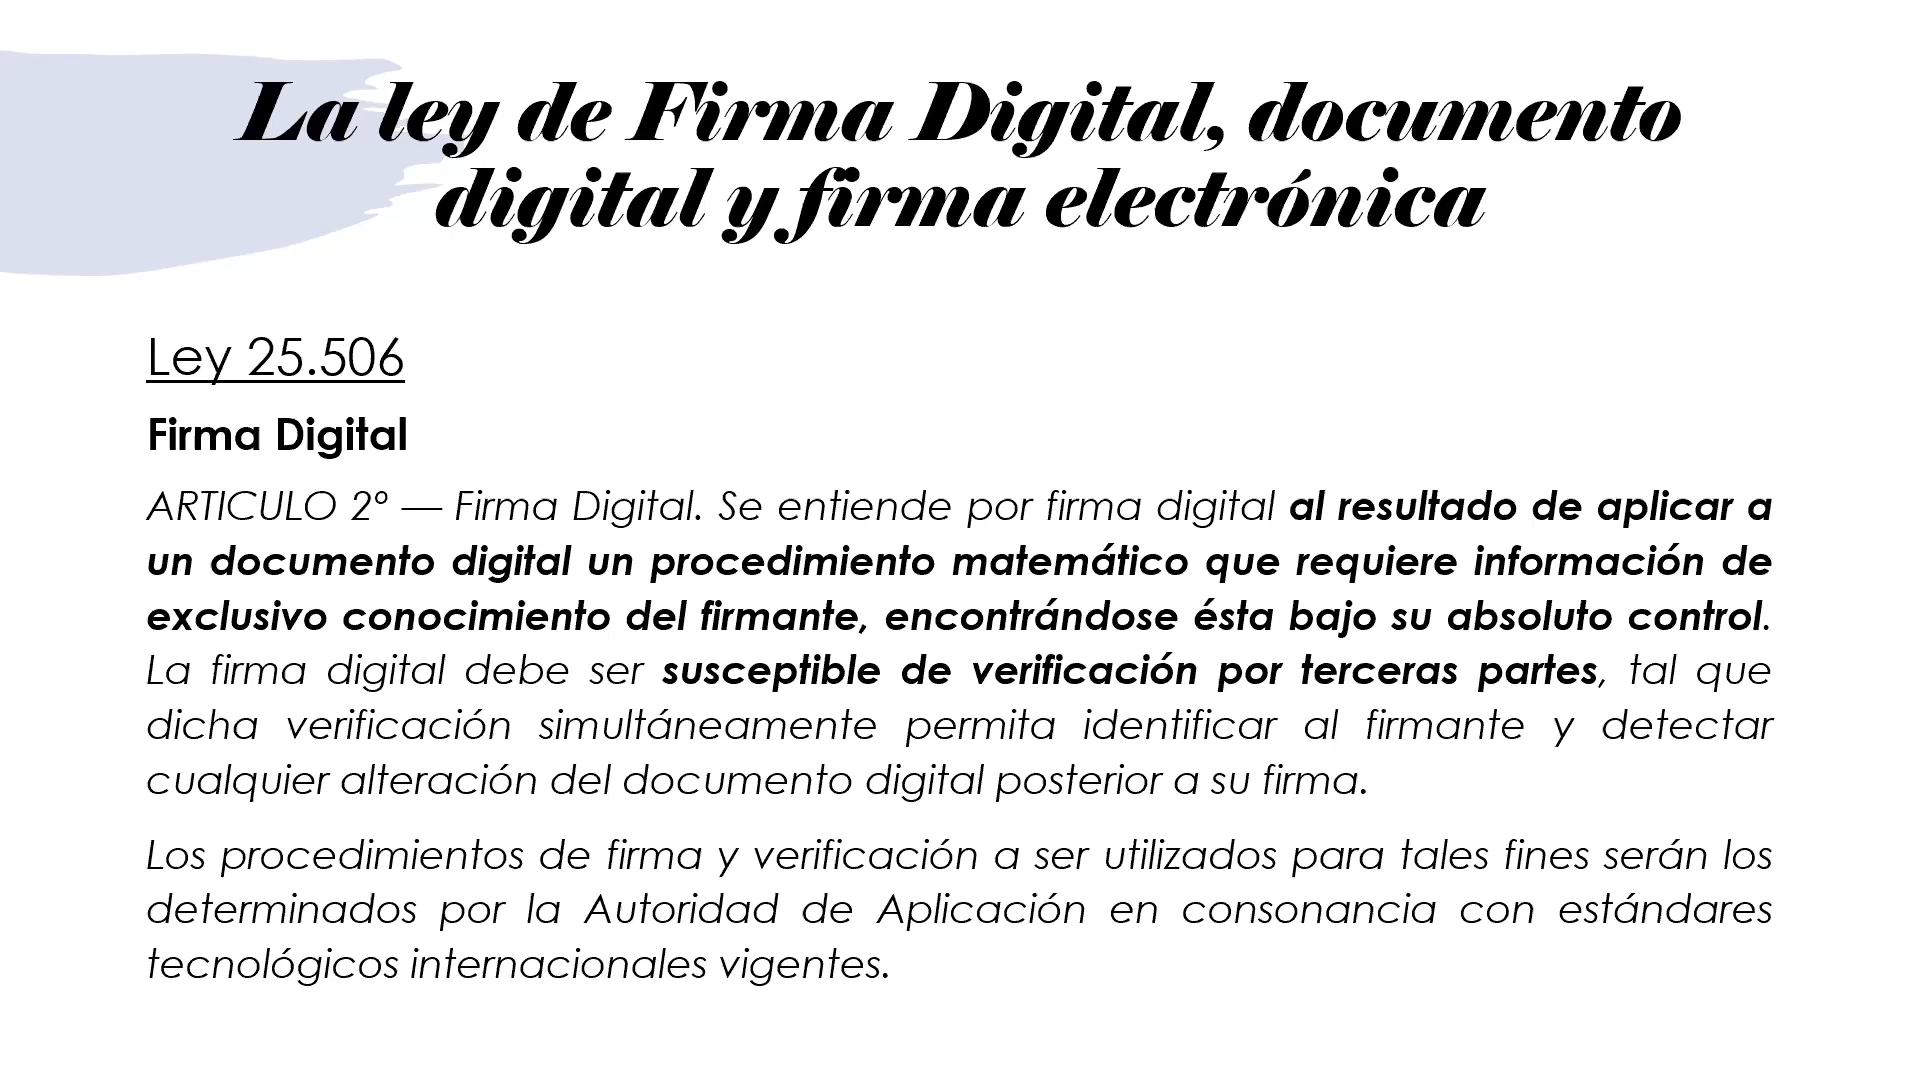 La ley de Firma Digital, documento
digital y firma electrónica
Ley 25.506
Firma Digital
ARTICULO 2º — Firma Digital. Se entiende por firma digital al resultado de aplicar a
un documento digital un procedimiento matemático que requiere información de
exclusivo conocimiento del firmante, encontrándose ésta bajo su absoluto control.
La firma digital debe ser susceptible de verificación por terceras partes, tal que
dicha verificación simultáneamente permita identificar al firmante y detectar
cualquier alteración del documento digital posterior a su firma.
Los procedimientos de firma y verificación a ser utilizados para tales fines serán los
determinados por la Autoridad de Aplicación en consonancia con estándares
tecnológicos internacionales vigentes.